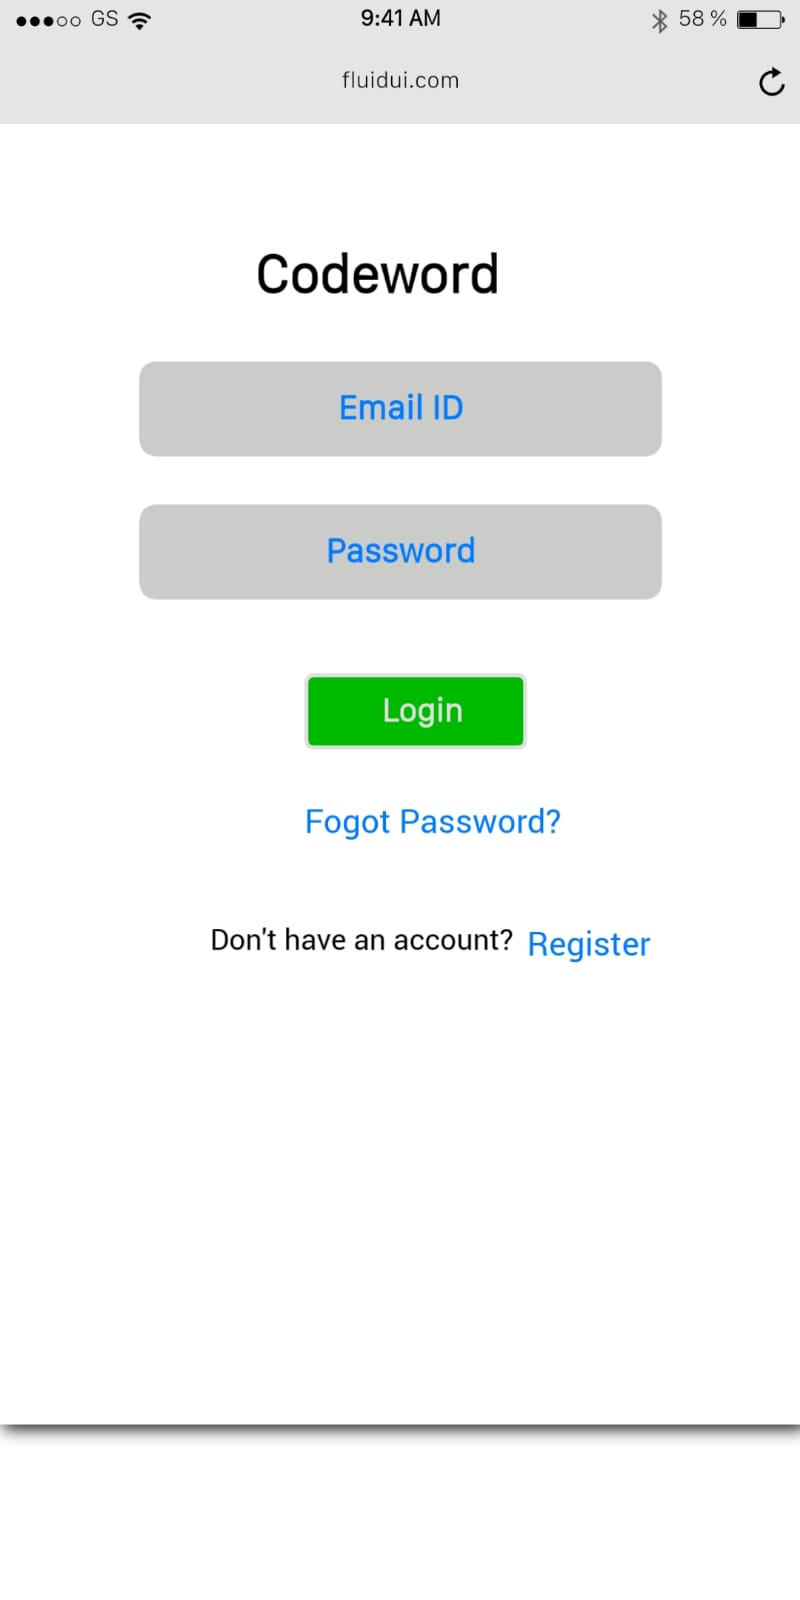 GS 9:41 AM 58 %
fluidui.com
Codeword
Email ID
Password
Login
Fogot Password?
Don't have an account? Register